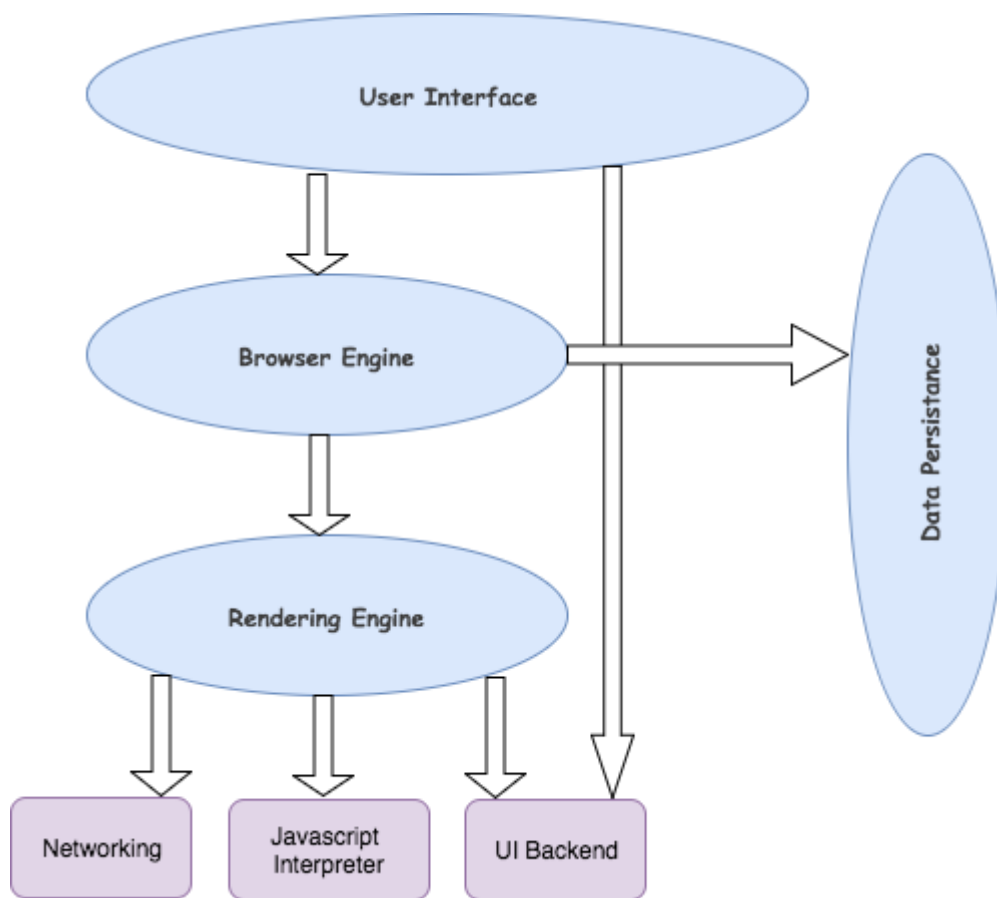 User Interface
Browser Engine
Data Persistance
Rendering Engine
Networking
Javascript
Interpreter
UI Backend